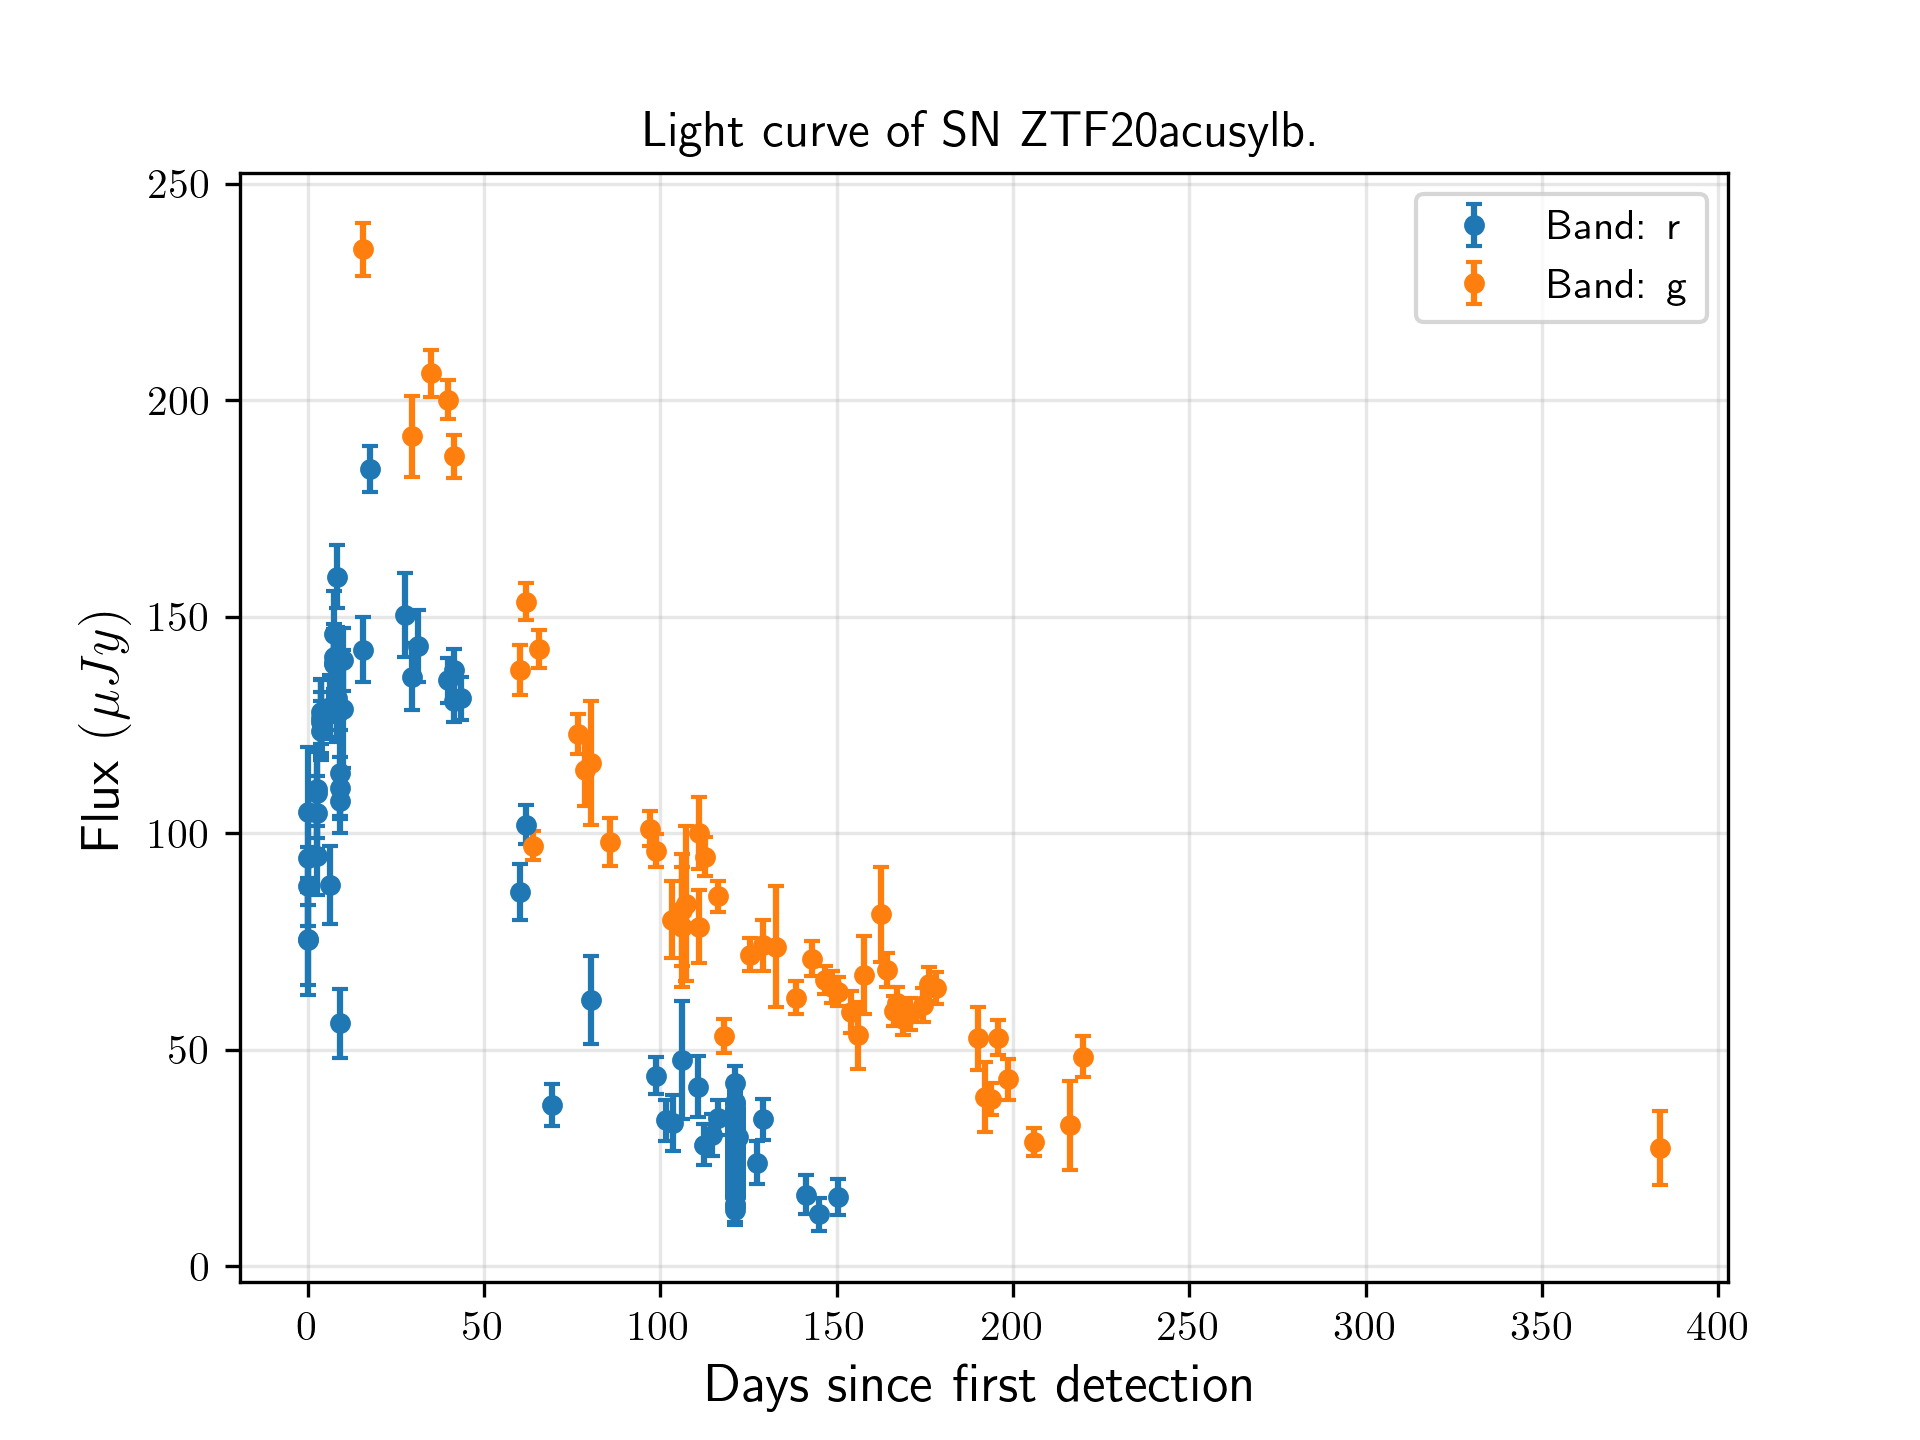 Light curve of SN ZTF20acusylb.
Band: r
Band: g
250
200
150
100
50
0
Flux (μJy)
0 50 100 150 200 250 300 350 400
Days since first detection